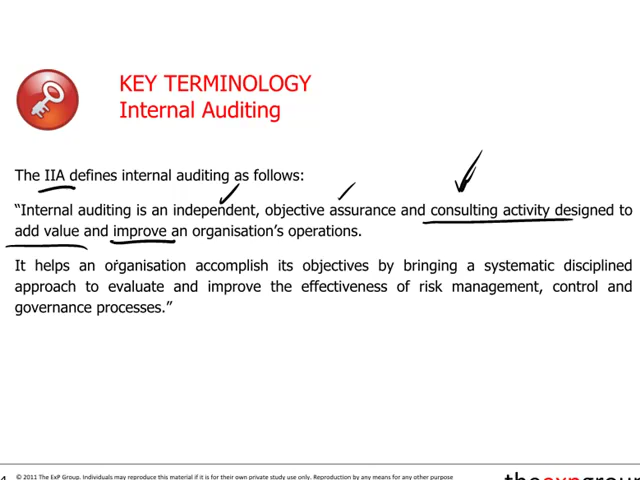 KEY TERMINOLOGY
Internal Auditing
The IIA defines internal auditing as follows:
“Internal auditing is an independent, objective assurance and consulting activity designed to
add value and improve an organisation’s operations.
It helps an organisation accomplish its objectives by bringing a systematic disciplined
approach to evaluate and improve the effectiveness of risk management, control and
governance processes.”
4 © 2011 The ExP Group. Individuals may reproduce this material if it is for their own private study use only. Reproduction by any means for any other purpose
theexpgrou